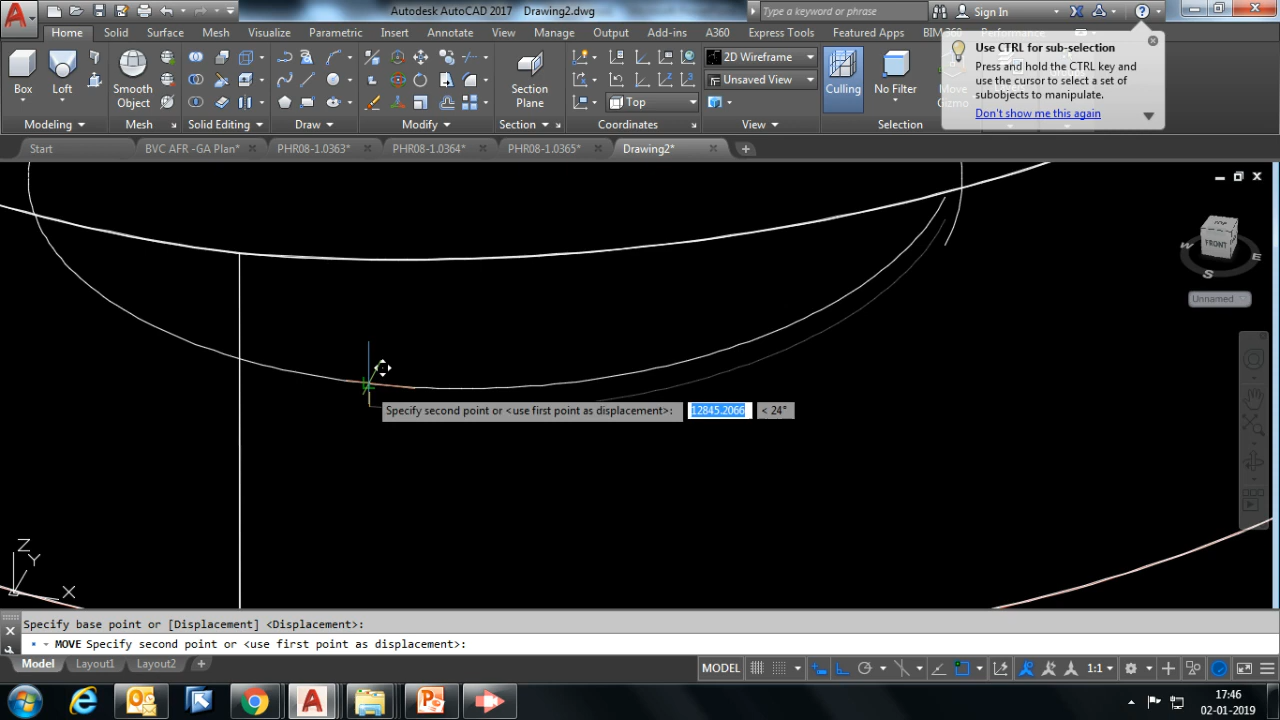 Autodesk AutoCAD 2017 Drawing2.dwg
Type a keyword or phrase
Sign In
Home Solid Surface Mesh Visualize Parametric Insert Annotate View Manage Output Add-ins A360 Express Tools Featured Apps BIM 360 Performance
Use CTRL for sub-selection
Press and hold the CTRL key and
use the cursor to select a set of
subobjects to manipulate.
Don't show me this again
2D Wireframe
Unsaved View
Top
Box Loft Smooth
Object
Section
Plane
Culling No Filter Move
Gizmo
Modeling Mesh Solid Editing Draw Modify Section Coordinates View Selection
Start BVC AFR -GA Plan* PHR08-1.0363* PHR08-1.0364* PHR08-1.0365* Drawing2*
TOP
FRONT
W E
S
Unnamed
Specify second point or <use first point as displacement>: 12845.2066 < 24°
Z
Y
X
Specify base point or [Displacement] <Displacement>:
MOVE Specify second point or <use first point as displacement>:
Model Layout1 Layout2 +
MODEL 1:1
17:46
02-01-2019